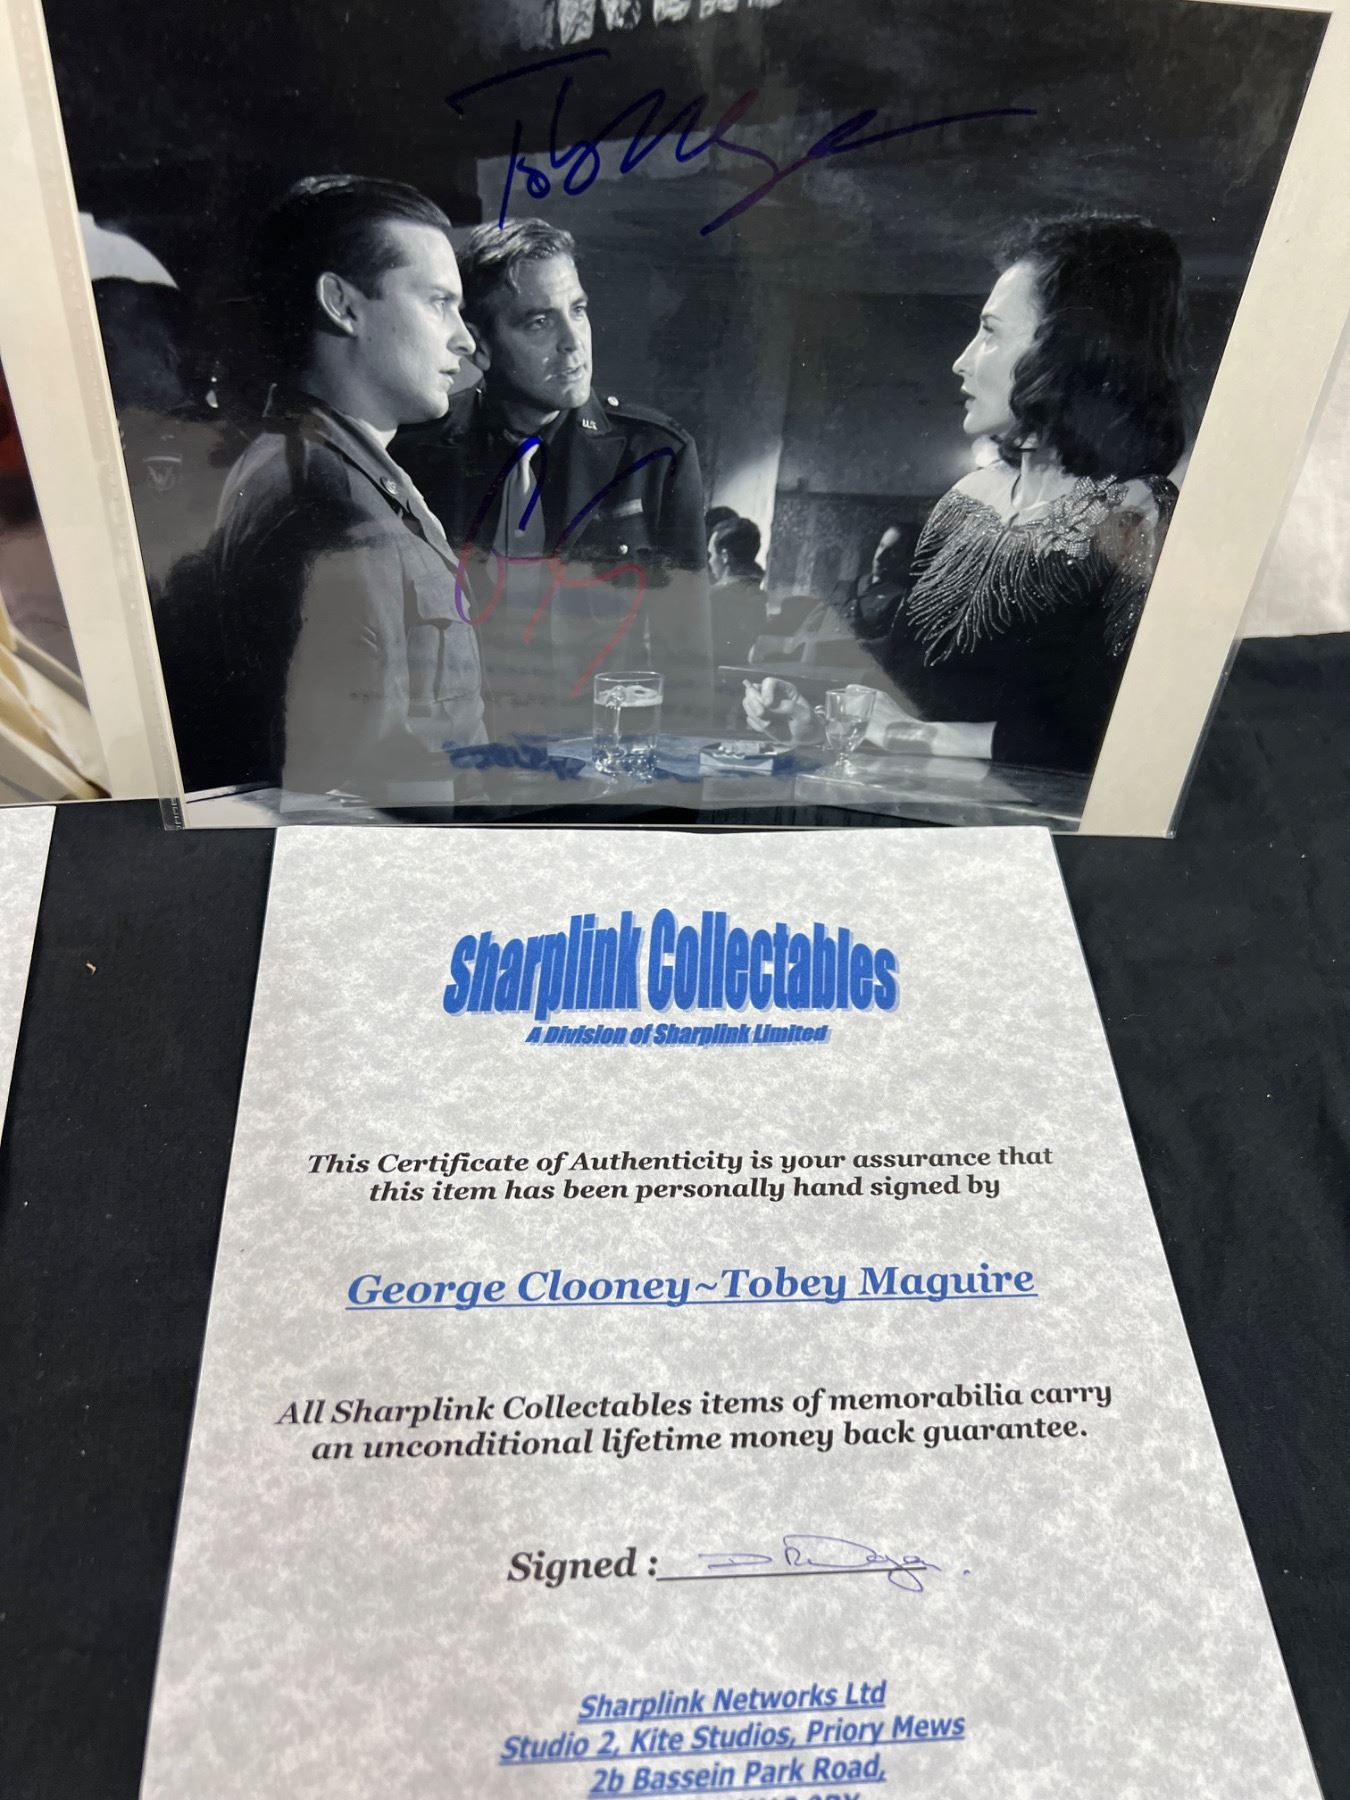 Tobey Mague
U.S.
Sharplink Collectables
A Division of Sharplink Limited
This Certificate of Authenticity is your assurance that
this item has been personally hand signed by
George Clooney~Tobey Maguire
All Sharplink Collectables items of memorabilia carry
an unconditional lifetime money back guarantee.
Signed :
Sharplink Networks Ltd
Studio 2, Kite Studios, Priory Mews
2b Bassein Park Road,